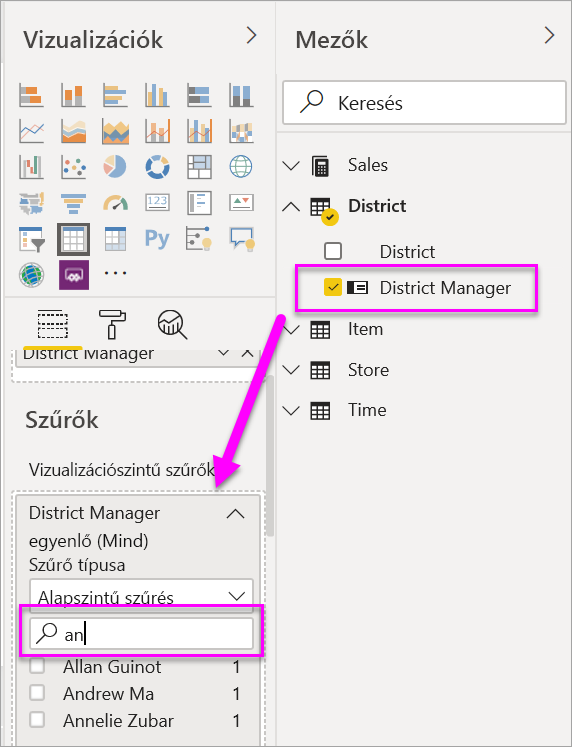 Vizualizációk
123
Py
District Manager
Szűrők
Vizualizációszintű szűrők
District Manager
egyenlő (Mind)
Szűrő típusa
Alapszintű szűrés
an
Allan Guinot 1
Andrew Ma 1
Annelie Zubar 1
Mezők
Keresés
Sales
District
District
District Manager
Item
Store
Time